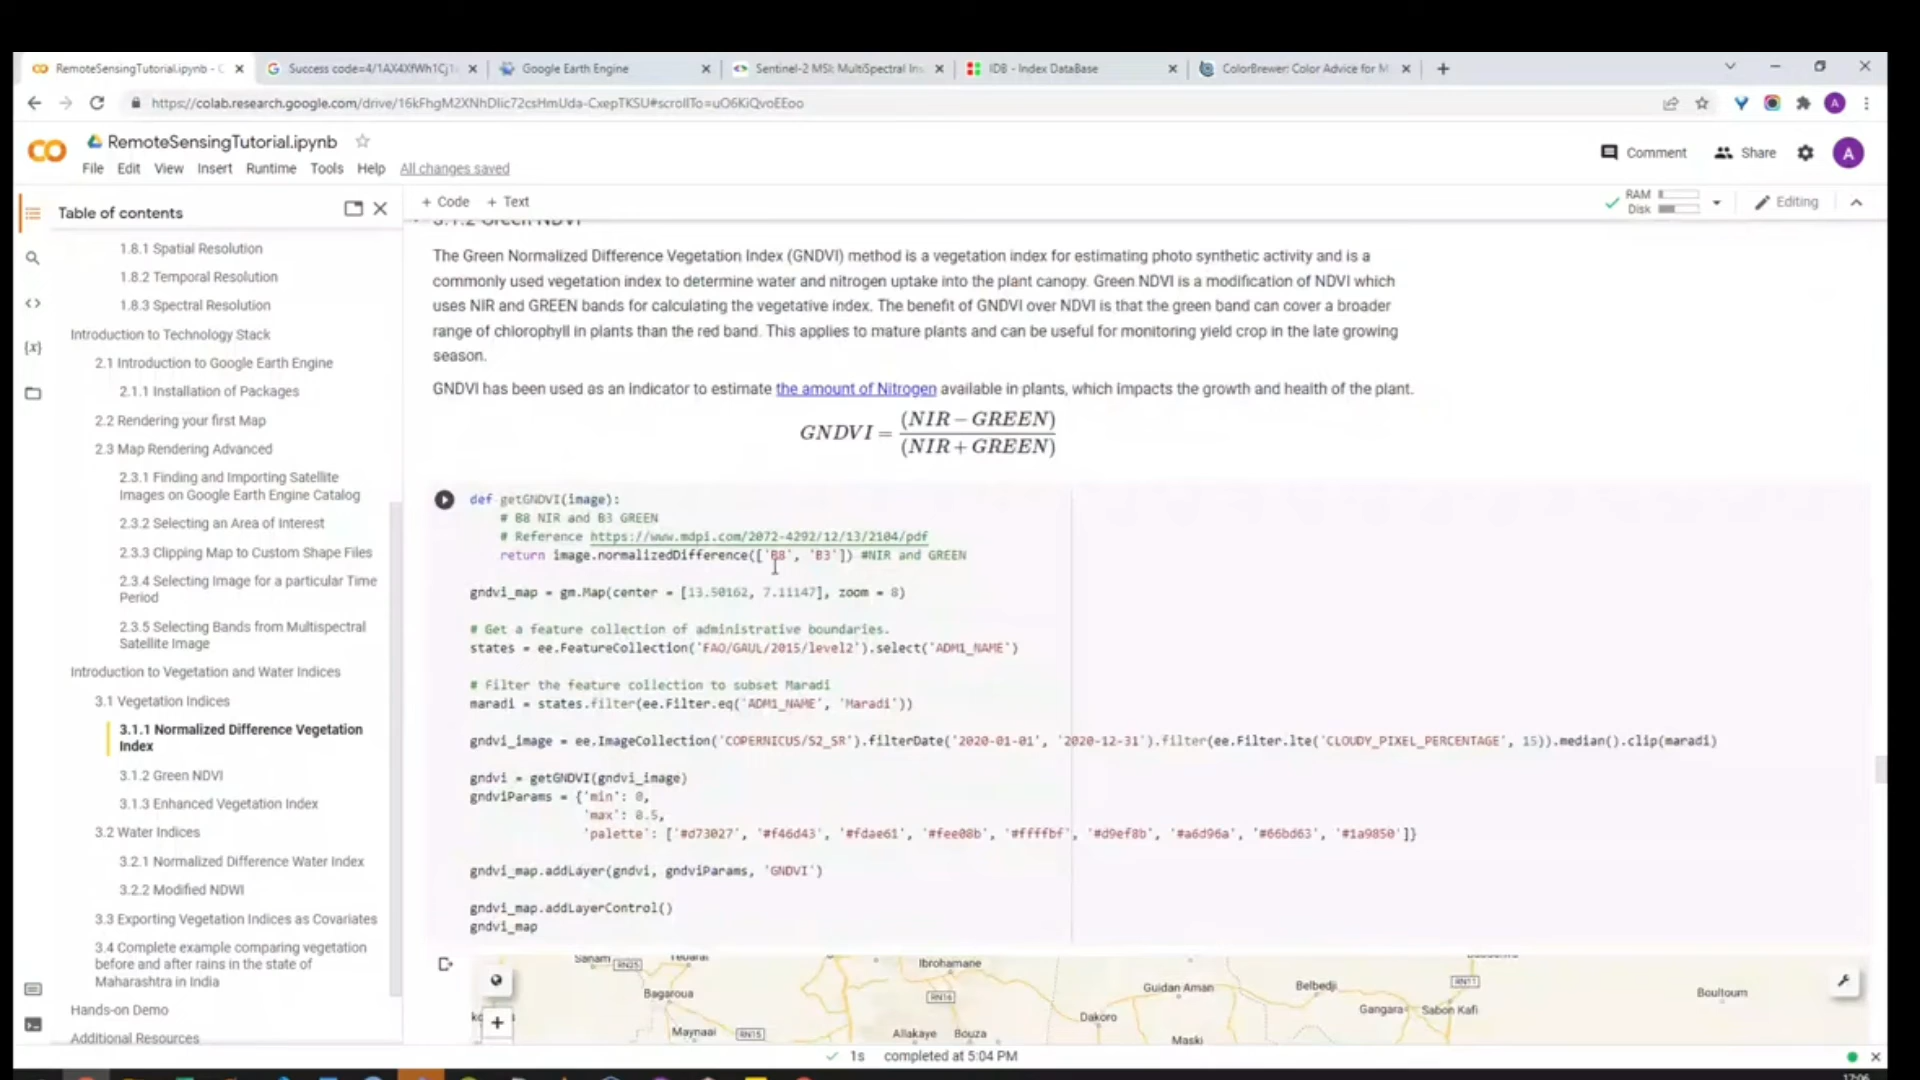 RemoteSensingTutorial.ipynb - C
Success code=4/1AX4XfWh1Cj1
Google Earth Engine
Sentinel-2 MSI: MultiSpectral Ins
IDB - Index DataBase
ColorBrewer: Color Advice for M
https://colab.research.google.com/drive/16kFhgM2XNhDlic72csHmUda-CxepTKSU#scrollTo=uO6KiQvoEEoo
A
CO
RemoteSensingTutorial.ipynb
Comment
Share
A
File Edit View Insert Runtime Tools Help All changes saved
Table of contents
+ Code + Text
RAM
Disk
Editing
1.8.1 Spatial Resolution
1.8.2 Temporal Resolution
1.8.3 Spectral Resolution
Introduction to Technology Stack
2.1 Introduction to Google Earth Engine
2.1.1 Installation of Packages
2.2 Rendering your first Map
2.3 Map Rendering Advanced
2.3.1 Finding and Importing Satellite
Images on Google Earth Engine Catalog
2.3.2 Selecting an Area of Interest
2.3.3 Clipping Map to Custom Shape Files
2.3.4 Selecting Image for a particular Time
Period
2.3.5 Selecting Bands from Multispectral
Satellite Image
Introduction to Vegetation and Water Indices
3.1 Vegetation Indices
3.1.1 Normalized Difference Vegetation
Index
3.1.2 Green NDVI
3.1.3 Enhanced Vegetation Index
3.2 Water Indices
3.2.1 Normalized Difference Water Index
3.2.2 Modified NDWI
3.3 Exporting Vegetation Indices as Covariates
3.4 Complete example comparing vegetation
before and after rains in the state of
Maharashtra in India
Hands-on Demo
Additional Resources
3.1.2 Green NDVI
The Green Normalized Difference Vegetation Index (GNDVI) method is a vegetation index for estimating photo synthetic activity and is a
commonly used vegetation index to determine water and nitrogen uptake into the plant canopy. Green NDVI is a modification of NDVI which
uses NIR and GREEN bands for calculating the vegetative index. The benefit of GNDVI over NDVI is that the green band can cover a broader
range of chlorophyll in plants than the red band. This applies to mature plants and can be useful for monitoring yield crop in the late growing
season.
GNDVI has been used as an indicator to estimate the amount of Nitrogen available in plants, which impacts the growth and health of the plant.
GNDVI = (NIR − GREEN)
(NIR + GREEN)
def getGNDVI(image):
# B8 NIR and B3 GREEN
# Reference https://www.mdpi.com/2072-4292/12/13/2104/pdf
return image.normalizedDifference(['B8', 'B3']) #NIR and GREEN
gndvi_map = gm.Map(center = [13.50162, 7.11147], zoom = 8)
# Get a feature collection of administrative boundaries.
states = ee.FeatureCollection('FAO/GAUL/2015/level2').select('ADM1_NAME')
# Filter the feature collection to subset Maradi
maradi = states.filter(ee.Filter.eq('ADM1_NAME', 'Maradi'))
gndvi_image = ee.ImageCollection('COPERNICUS/S2_SR').filterDate('2020-01-01', '2020-12-31').filter(ee.Filter.lte('CLOUDY_PIXEL_PERCENTAGE', 15)).median().clip(maradi)
gndvi = getGNDVI(gndvi_image)
gndviParams = {'min': 0,
'max': 0.5,
'palette': ['#d73027', '#f46d43', '#fdae61', '#fee08b', '#ffffbf', '#d9ef8b', '#a6d96a', '#66bd63', '#1a9850']}
gndvi_map.addLayer(gndvi, gndviParams, 'GNDVI')
gndvi_map.addLayerControl()
gndvi_map
Sanam
RN25
Ibrohamane
Bagaroua
RN16
Guidan Aman
Belbedji
RN11
Boultoum
Gangara
Sabon Kafi
Dakoro
Maynaai
RN15
Allakaye
Bouza
Maski
1s completed at 5:04 PM
17:06